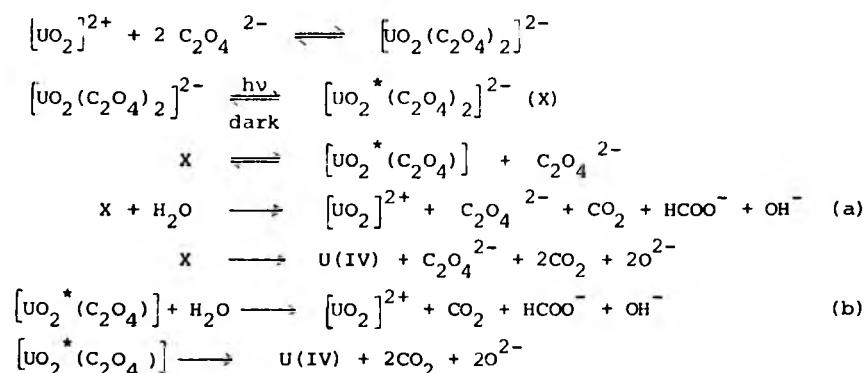 [UO₂]²⁺ + 2 C₂O₄ ²⁻ ⇌ [UO₂(C₂O₄)₂]²⁻
[UO₂(C₂O₄)₂]²⁻ hν ⇌ dark [UO₂*(C₂O₄)₂]²⁻ (X)
X ⇌ [UO₂*(C₂O₄)] + C₂O₄ ²⁻
X + H₂O → [UO₂]²⁺ + C₂O₄ ²⁻ + CO₂ + HCOO⁻ + OH⁻ (a)
X → U(IV) + C₂O₄²⁻ + 2CO₂ + 2O²⁻
[UO₂*(C₂O₄)] + H₂O → [UO₂]²⁺ + CO₂ + HCOO⁻ + OH⁻ (b)
[UO₂*(C₂O₄)] → U(IV) + 2CO₂ + 2O²⁻